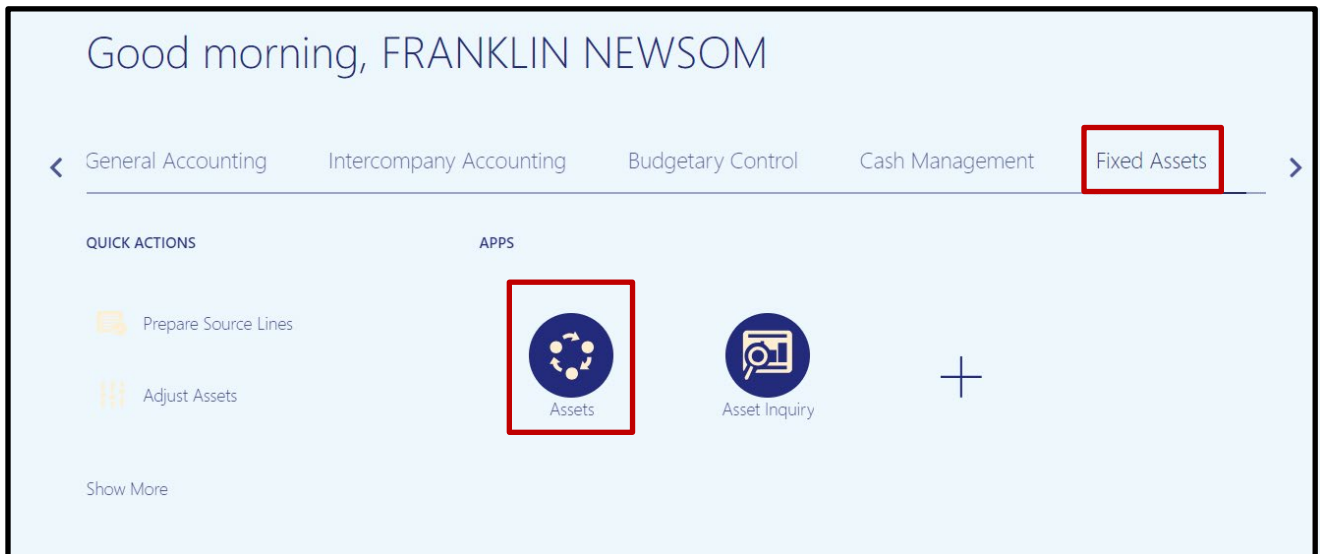 Good morning, FRANKLIN NEWSOM
General Accounting Intercompany Accounting Budgetary Control Cash Management Fixed Assets
QUICK ACTIONS
APPS
Prepare Source Lines
Adjust Assets
Assets
Asset Inquiry
Show More